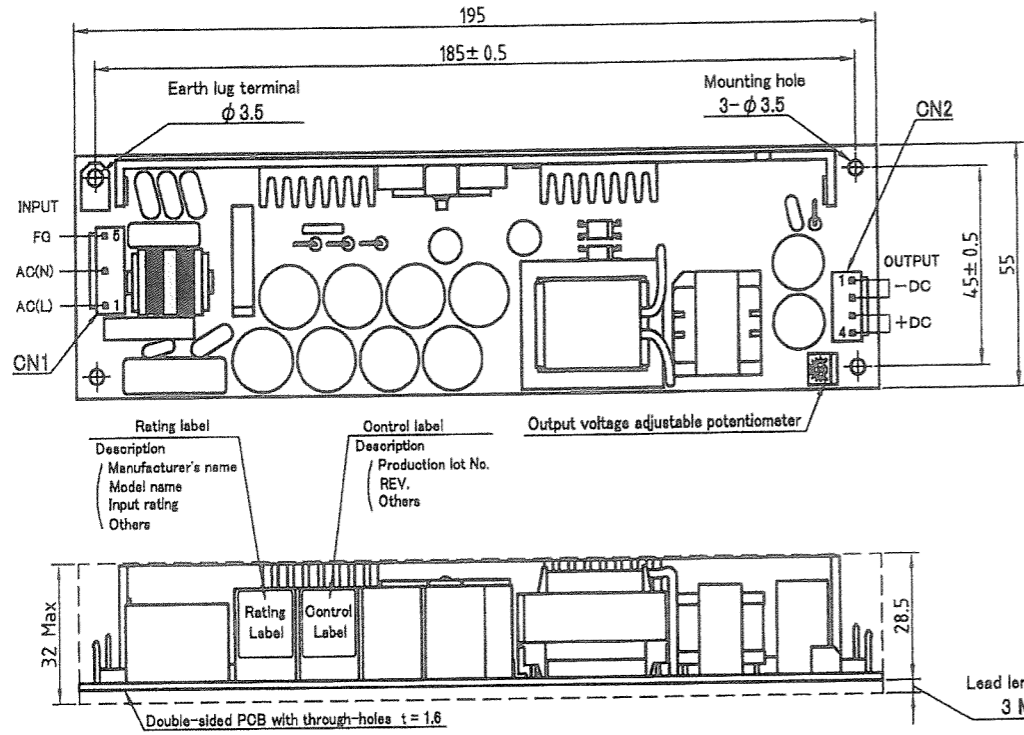 195
185± 0.5
Earth lug terminal
ϕ 3.5
Mounting hole
3- ϕ 3.5
CN2
INPUT
FG
AC(N)
AC(L)
5
1
CN1
1
4
OUTPUT
-DC
+DC
45± 0.5
55
Output voltage adjustable potentiometer
Rating label
Description
Manufacturer's name
Model name
Input rating
Others
Control label
Description
Production lot No.
REV.
Others
32 Max
Rating
Label
Control
Label
28.5
Double-sided PCB with through-holes t = 1.6
Lead
3